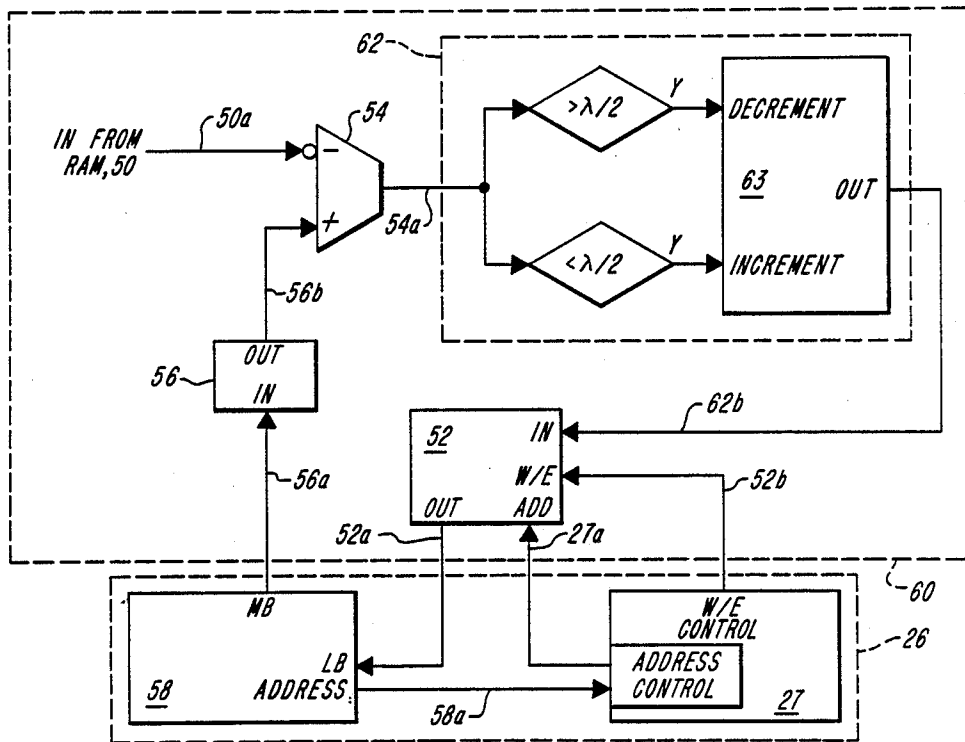 62
54
50a
IN FROM
RAM,50
−
+
54a
>λ/2
Y
<λ/2
Y
DECREMENT
63
OUT
INCREMENT
56b
56
OUT
IN
56a
62b
52
IN
W/E
OUT
ADD
52a
27a
52b
60
MB
LB
ADDRESS
58
58a
W/E
CONTROL
ADDRESS
CONTROL
27
26